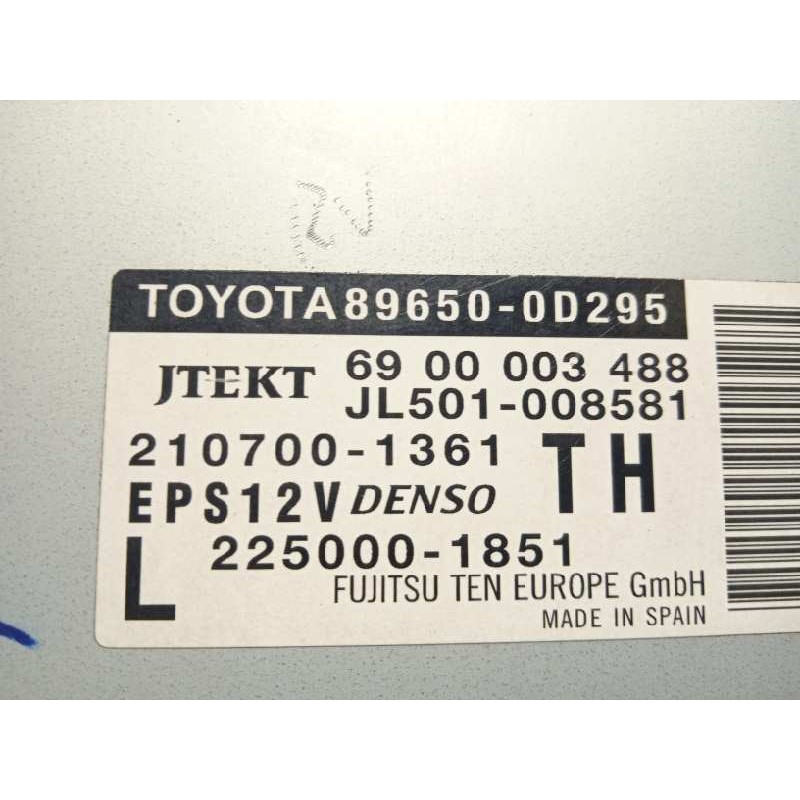 TOYOTA 89650-0D295
JTEKT 69 00 003 488
JL501-008581
210700-1361 TH
EPS12V DENSO
L 225000-1851
FUJITSU TEN EUROPE GmbH
MADE IN SPAIN